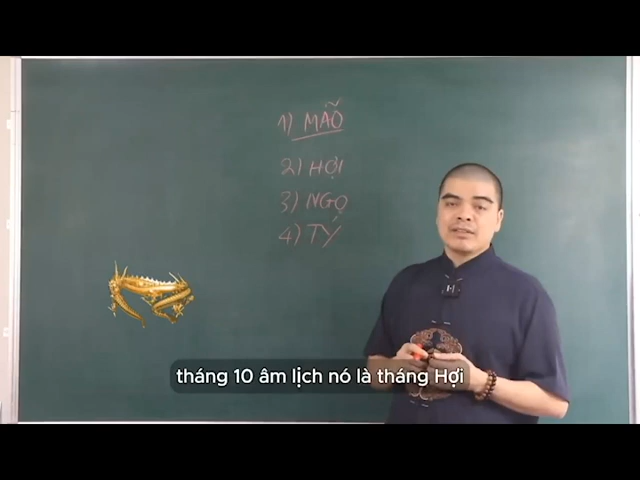 1) MÃO
2) HỢI
3) NGỌ
4) TÝ
tháng 10 âm lịch nó là tháng Hợi